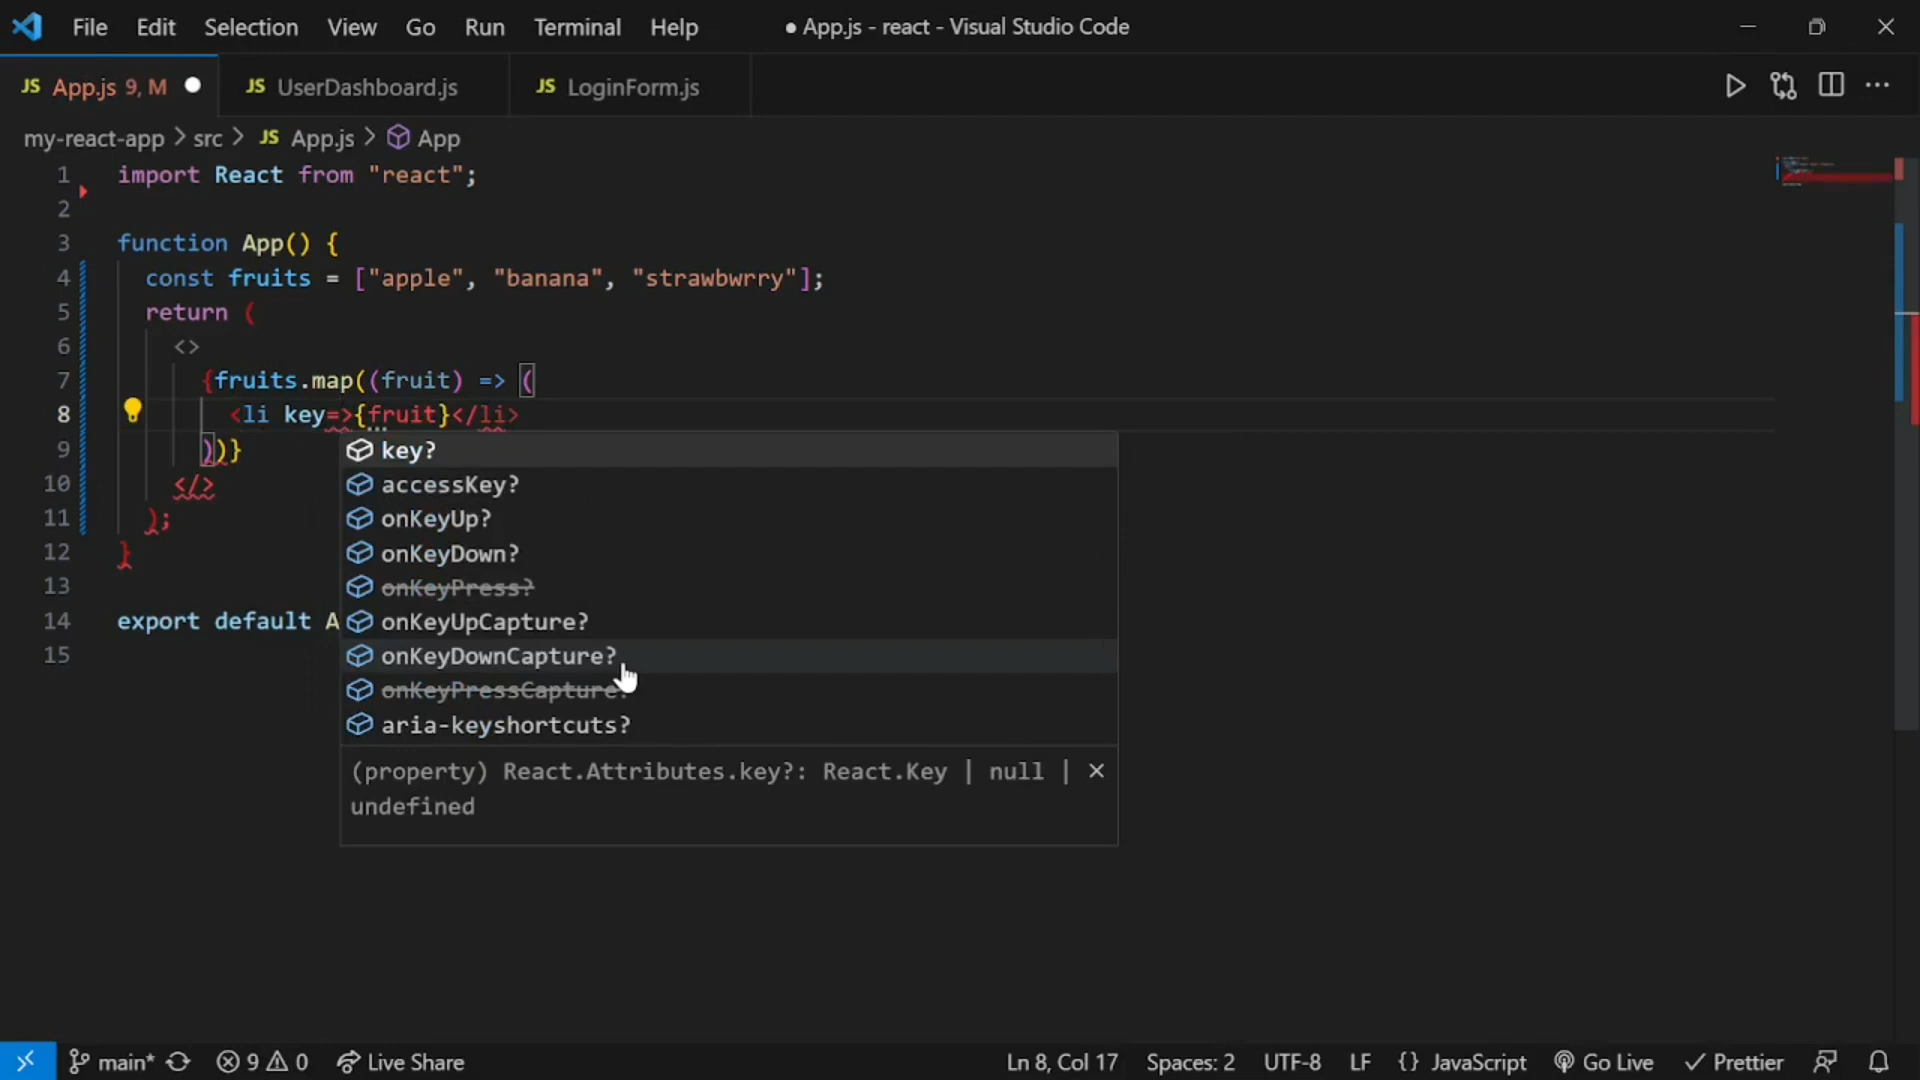 File Edit Selection View Go Run Terminal Help ● App.js - react - Visual Studio Code
JS App.js 9, M ● JS UserDashboard.js JS LoginForm.js
my-react-app > src > JS App.js > App
1 import React from "react";
2
3 function App() {
4 const fruits = ["apple", "banana", "strawbwrry"];
5 return (
6 <>
7 {fruits.map((fruit) => (
8 <li key=>{fruit}</li>
9 ))}
10 </>
11 );
12 }
13
14 export default A
15
key?
accessKey?
onKeyUp?
onKeyDown?
onKeyPress?
onKeyUpCapture?
onKeyDownCapture?
onKeyPressCapture?
aria-keyshortcuts?
(property) React.Attributes.key?: React.Key | null |
undefined
main* 9 0 Live Share Ln 8, Col 17 Spaces: 2 UTF-8 LF {} JavaScript Go Live Prettier